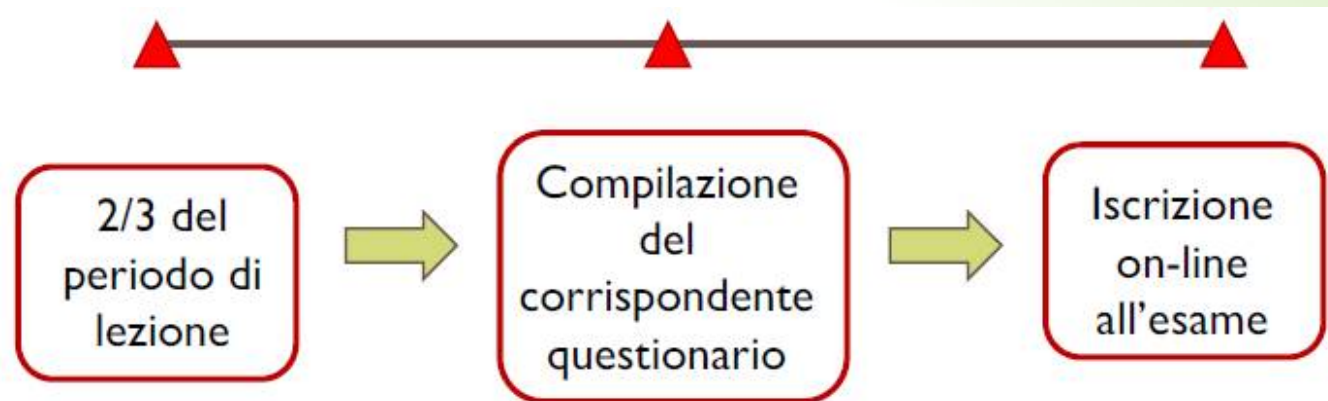 2/3 del
periodo di
lezione
Compilazione
del
corrispondente
questionario
Iscrizione
on-line
all'esame